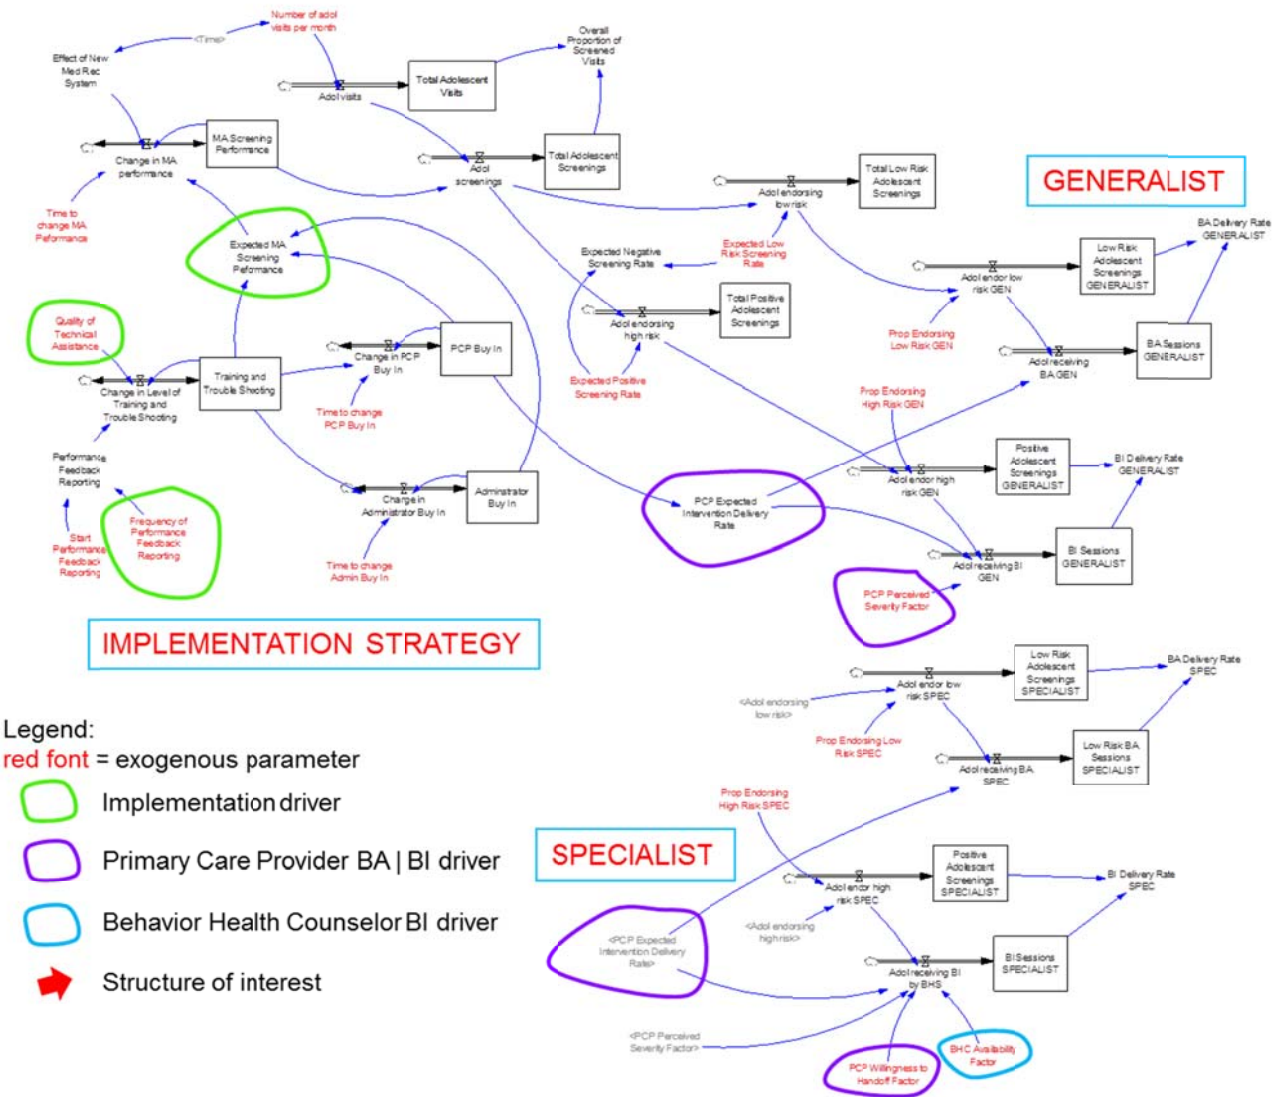 Number of adol
visits per month
<Time>
Overall
Proportion of
Screened
Visits
Effect of New
Med Rec
System
Total Adolescent
Visits
Adol visits
MA Screening
Performance
Change in MA
performance
Total Adolescent
Screenings
Adol
screenings
Time to
change MA
Peformance
Total Low Risk
Adolescent
Screenings
Adol endorsing
low risk
GENERALIST
BA Delivery Rate
GENERALIST
Expected MA
Screening
Peformance
Expected Negative
Screening Rate
Expected Low
Risk Screening
Rate
Low Risk
Adolescent
Screenings
GENERALIST
Adol endor low
risk GEN
Total Positive
Adolescent
Screenings
Adol endorsing
high risk
Prop Endorsing
Low Risk GEN
BA Sessions
GENERALIST
Adol receiving
BA GEN
Quality of
Technical
Assistance
PCP Buy In
Change in PCP
Buy In
Training and
Trouble Shooting
Change in Level of
Training and
Trouble Shooting
Expected Positive
Screening Rate
Prop Endorsing
High Risk GEN
Time to change
PCP Buy In
Performance
Feedback
Reporting
Positive
Adolescent
Screenings
GENERALIST
BI Delivery Rate
GENERALIST
Adol endor high
risk GEN
Adminstrator
Buy In
Change in
Administrator Buy In
PCP Expected
Intervention Delivery
Rate
Frequency of
Performance
Feedback
Reporting
Start
Performance
Feedback
Reporting
Time to change
Admin Buy In
BI Sessions
GENERALIST
Adol receiving BI
GEN
PCP Perceived
Severity Factor
IMPLEMENTATION STRATEGY
Low Risk
Adolescent
Screenings
SPECIALIST
BA Delivery Rate
SPEC
Adol endor low
risk SPEC
<Adol endorsing
low risk>
Prop Endorsing Low
Risk SPEC
Low Risk BA
Sessions
SPECIALIST
Adol receiving BA
SPEC
Legend:
red font = exogenous parameter
Implementation driver
Primary Care Provider BA | BI driver
Behavior Health Counselor BI driver
Structure of interest
Prop Endorsing
High Risk SPEC
SPECIALIST
Positive
Adolescent
Screenings
SPECIALIST
BI Delivery Rate
SPEC
Adol endor high
risk SPEC
<Adol endorsing
high risk>
<PCP Expected
Intervention Delivery
Rate>
BI Sessions
SPECIALIST
Adol receiving BI
by BHS
<PCP Perceived
Severity Factor>
BHC Availability
Factor
PCP Willingness to
Handoff Factor